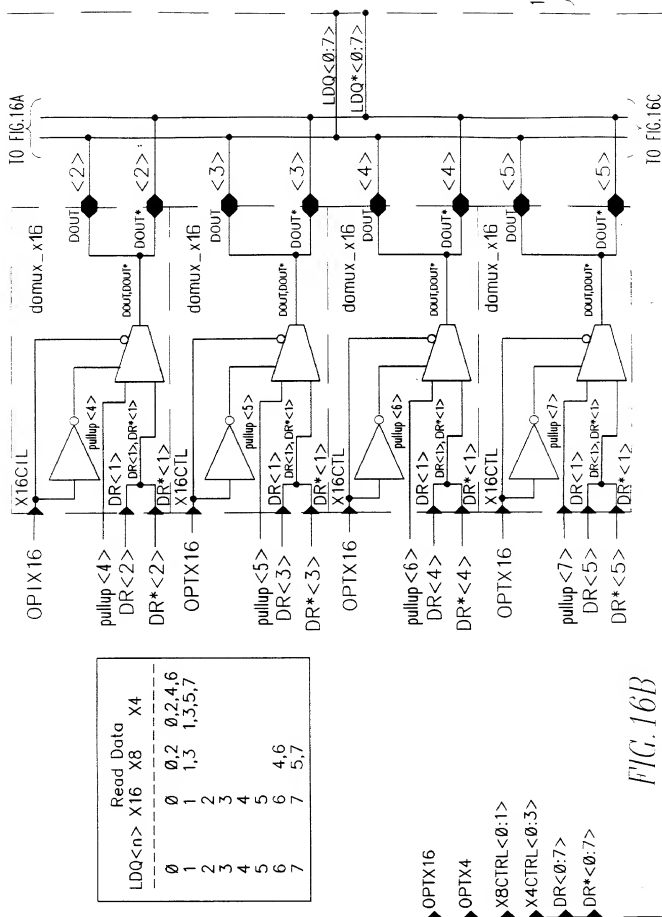 TO FIG.16A
LDQ<0:7>
LDQ*<0:7>
1
TO FIG.16C
<2>
DOUT
<2>
DOUT*
domux_x16
DOUT,DOUT*
X16CTL
pullup <4>
DR<1>
DR<1>,DR*<1>
DR*<1>
OPTX16
pullup<4>
DR<2>
DR*<2>
<3>
DOUT
<3>
DOUT*
domux_x16
DOUT,DOUT*
X16CTL
pullup <5>
DR<1>
DR<1>,DR*<1>
DR*<1>
OPTX16
pullup<5>
DR<3>
DR*<3>
<4>
DOUT
<4>
DOUT*
domux_x16
DOUT,DOUT*
X16CTL
pullup <6>
DR<1>
DR<1>,DR*<1>
DR*<1>
OPTX16
pullup<6>
DR<4>
DR*<4>
<5>
DOUT
<5>
DOUT*
domux_x16
DOUT,DOUT*
X16CTL
pullup <7>
DR<1>
DR<1>,DR*<1>
DR*<1>
OPTX16
pullup<7>
DR<5>
DR*<5>
Read Data
LDQ<n> X16 X8 X4
0 0 0,2 0,2,4,6
1 1 1,3 1,3,5,7
2 2
3 3
4 4
5 5
6 6 4,6
7 7 5,7
OPTX16
OPTX4
X8CTRL<0:1>
X4CTRL<0:3>
DR<0:7>
DR*<0:7>
FIG. 16B